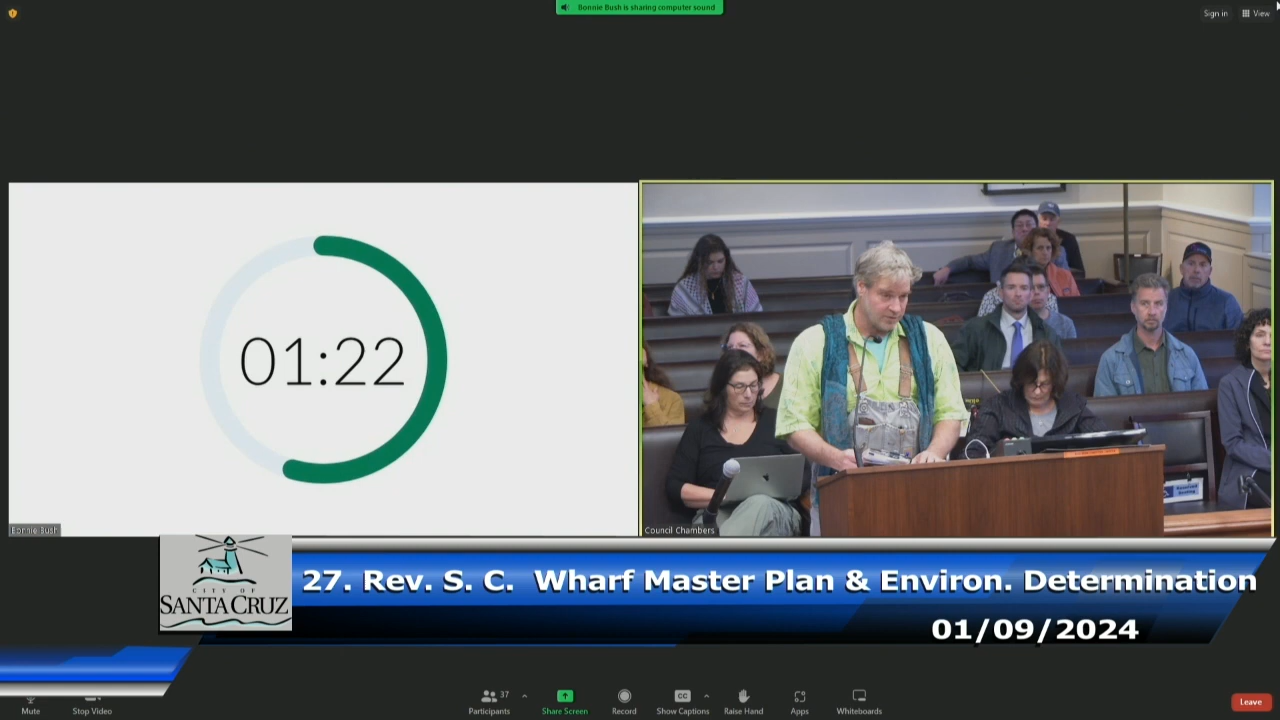 Bonnie Bush is sharing computer sound
Sign in
View
01:22
Bonnie Bush
Council Chambers
CITY OF
SANTA CRUZ
27. Rev. S. C. Wharf Master Plan & Environ. Determination
01/09/2024
Mute
Stop Video
Participants
37
Share Screen
CC
Record
Show Captions
Raise Hand
Apps
Whiteboards
Leave